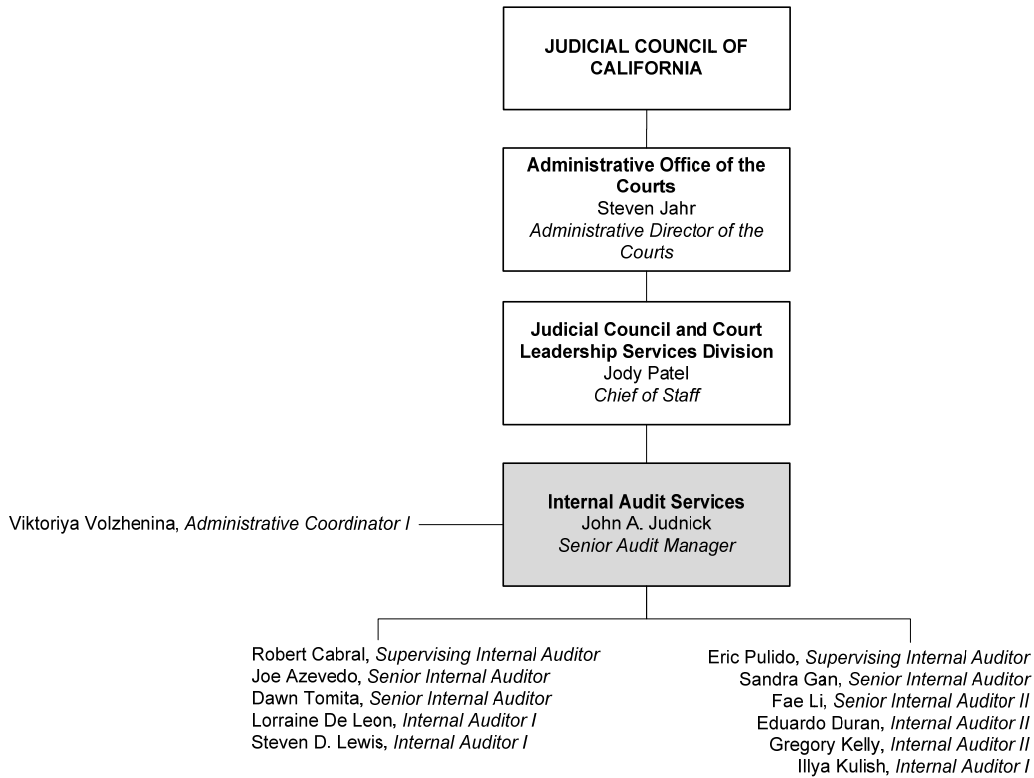 JUDICIAL COUNCIL OF
CALIFORNIA
Administrative Office of the
Courts
Steven Jahr
Administrative Director of the
Courts
Judicial Council and Court
Leadership Services Division
Jody Patel
Chief of Staff
Internal Audit Services
John A. Judnick
Senior Audit Manager
Viktoriya Volzhenina, Administrative Coordinator I
Robert Cabral, Supervising Internal Auditor
Joe Azevedo, Senior Internal Auditor
Dawn Tomita, Senior Internal Auditor
Lorraine De Leon, Internal Auditor I
Steven D. Lewis, Internal Auditor I
Eric Pulido, Supervising Internal Auditor
Sandra Gan, Senior Internal Auditor
Fae Li, Senior Internal Auditor II
Eduardo Duran, Internal Auditor II
Gregory Kelly, Internal Auditor II
Illya Kulish, Internal Auditor I